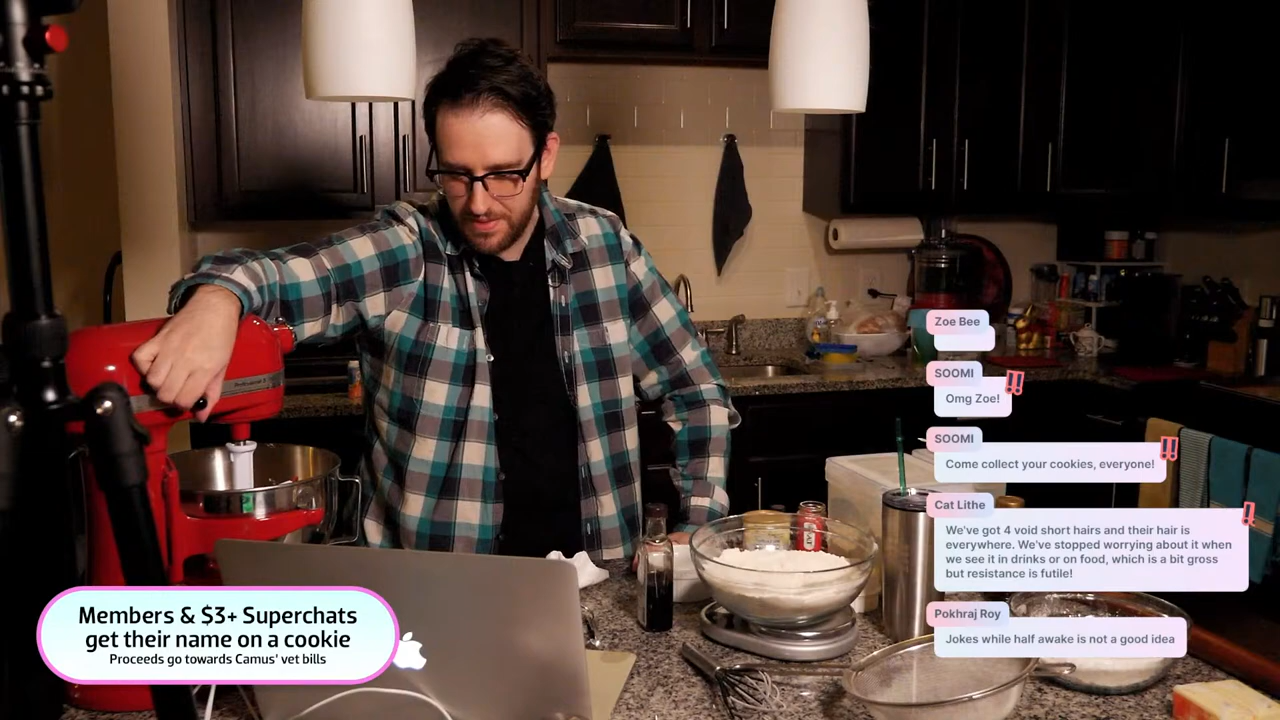 Members & $3+ Superchats
get their name on a cookie
Proceeds go towards Camus' vet bills
Zoe Bee
SOOMI
Omg Zoe!
SOOMI
Come collect your cookies, everyone!
Cat Lithe
We've got 4 void short hairs and their hair is
everywhere. We've stopped worrying about it when
we see it in drinks or on food, which is a bit gross
but resistance is futile!
Pokhraj Roy
Jokes while half awake is not a good idea